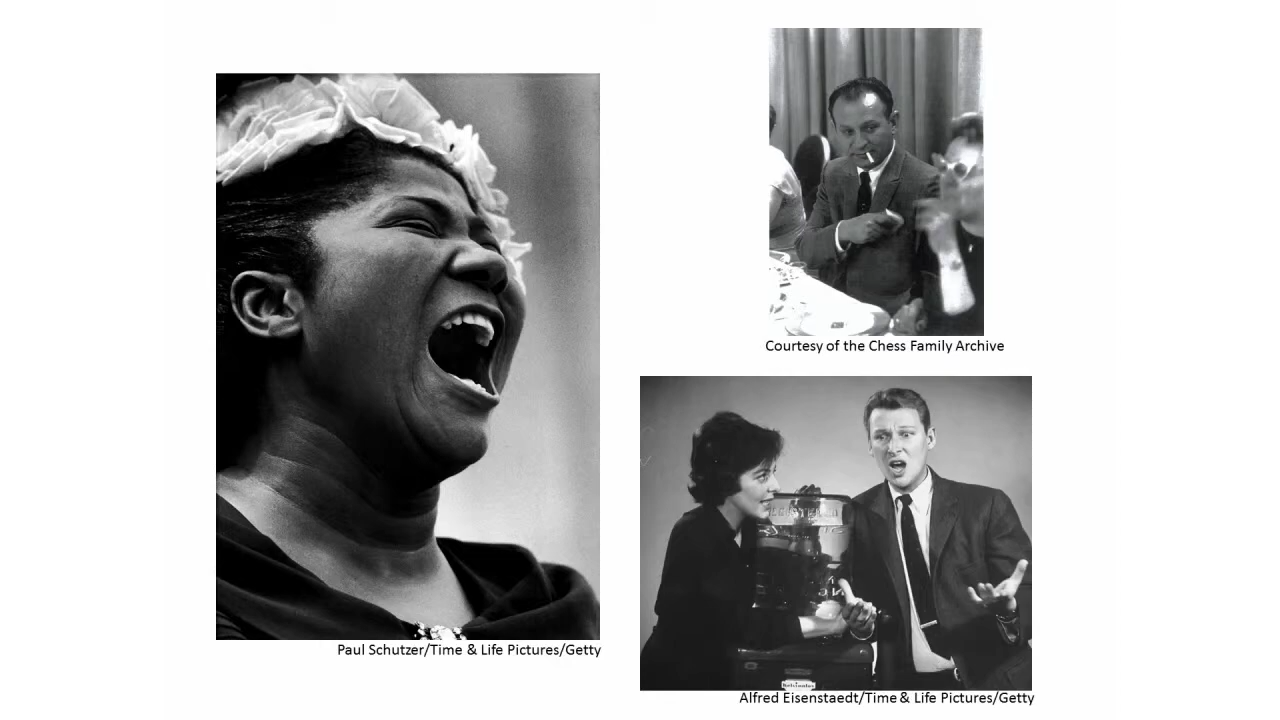 Courtesy of the Chess Family Archive
Paul Schutzer/Time & Life Pictures/Getty
Alfred Eisenstaedt/Time & Life Pictures/Getty